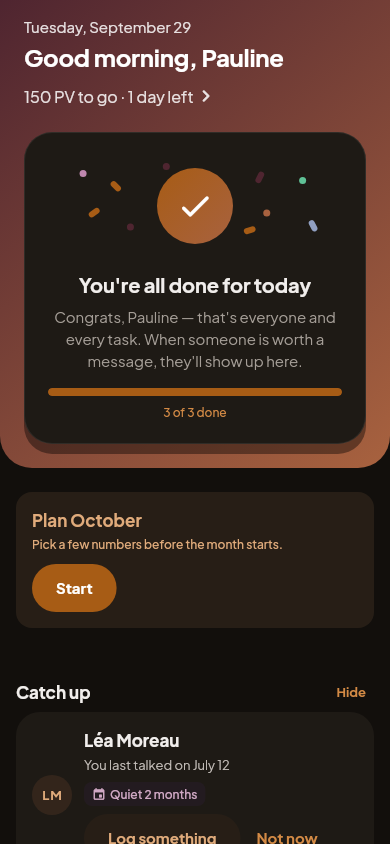 Tuesday, September 29
Good morning, Pauline
150 PV to go · 1 day left
You're all done for today
Congrats, Pauline — that's everyone and
every task. When someone is worth a
message, they'll show up here.
3 of 3 done
Plan October
Pick a few numbers before the month starts.
Start
Catch up
Hide
Léa Moreau
You last talked on July 12
LM
Quiet 2 months
Log something
Not now